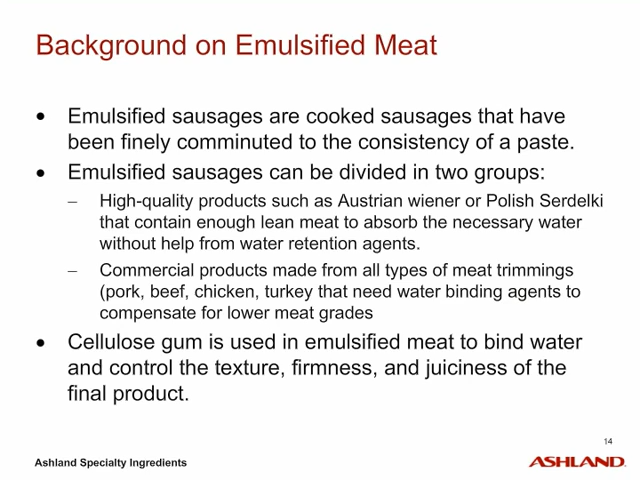 Background on Emulsified Meat
• Emulsified sausages are cooked sausages that have
been finely comminuted to the consistency of a paste.
• Emulsified sausages can be divided in two groups:
– High-quality products such as Austrian wiener or Polish Serdelki
that contain enough lean meat to absorb the necessary water
without help from water retention agents.
– Commercial products made from all types of meat trimmings
(pork, beef, chicken, turkey that need water binding agents to
compensate for lower meat grades
• Cellulose gum is used in emulsified meat to bind water
and control the texture, firmness, and juiciness of the
final product.
14
Ashland Specialty Ingredients
ASHLAND